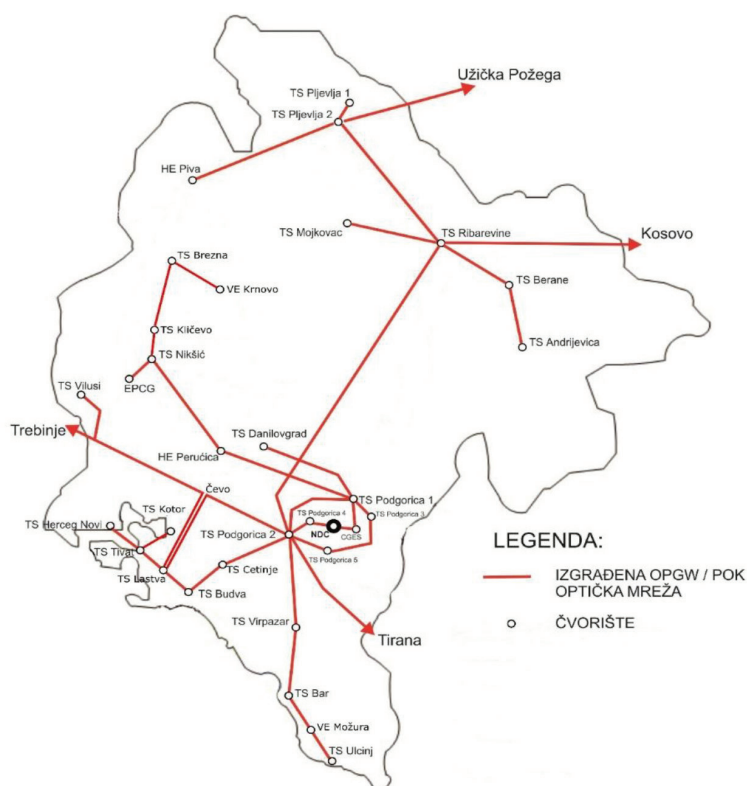 Užička Požega
TS Pljevlja 1
TS Pljevlja 2
HE Piva
TS Mojkovac
TS Ribarevine
Kosovo
TS Brezna
VE Krnovo
TS Berane
TS Kličevo
TS Andrijevica
TS Nikšić
EPCG
TS Vilusi
Trebinje
TS Danilovgrad
HE Perućica
Čevo
TS Podgorica 1
TS Kotor
TS Podgorica 4
TS Podgorica 3
TS Herceg Novi
TS Podgorica 2
NDC
CGES
TS Tivat
TS Podgorica 5
TS Lastva
TS Cetinje
TS Budva
TS Virpazar
Tirana
TS Bar
VE Možura
TS Ulcinj
LEGENDA:
IZGRAĐENA OPGW / POK
OPTIČKA MREŽA
ČVORIŠTE